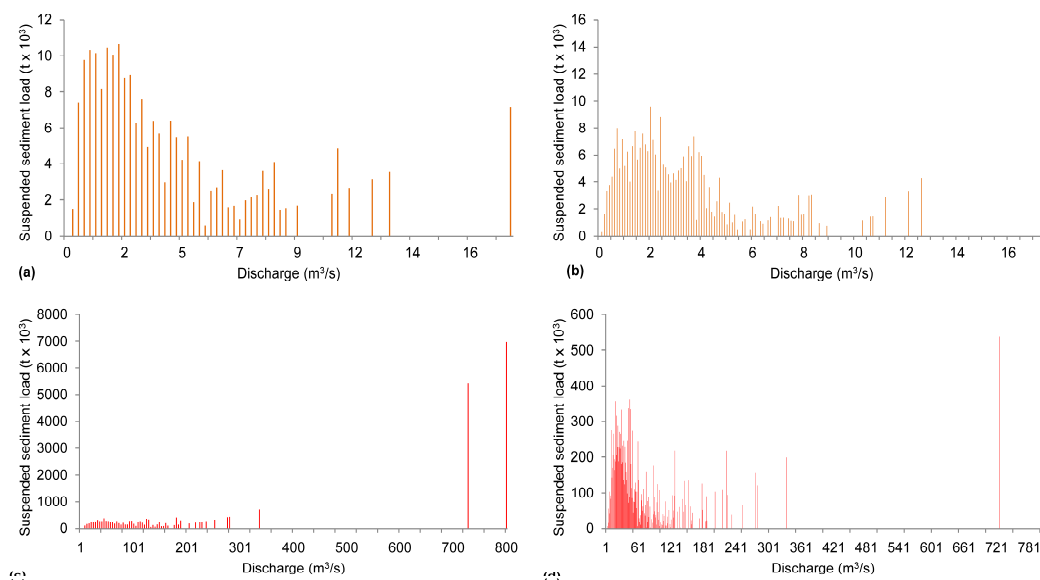 Suspended sediment load (t x 10³)
12
10
8
6
4
2
0
0 2 5 7 9 12 14 16
Discharge (m³/s)
(a)
Suspended sediment load (t x 10³)
16
14
12
10
8
6
4
2
0
0 2 4 6 8 10 12 14 16
Discharge (m³/s)
(b)
Suspended sediment load (t x 10³)
8000
7000
6000
5000
4000
3000
2000
1000
0
1 101 201 301 400 500 600 700 800
Discharge (m³/s)
Suspended sediment load (t x 10³)
600
500
400
300
200
100
0
1 61 121 181 241 301 361 421 481 541 601 661 721 781
Discharge (m³/s)